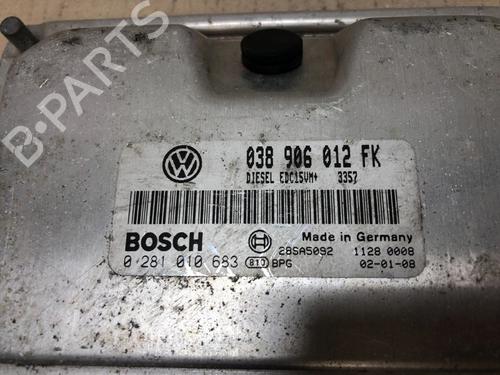 038 906 012 FK
DIESEL EDC15VM+ 3357
BOSCH
Made in Germany
28SA5092
1128 0008
0 281 010 683
810
BPG
02-01-08
B-PARTS